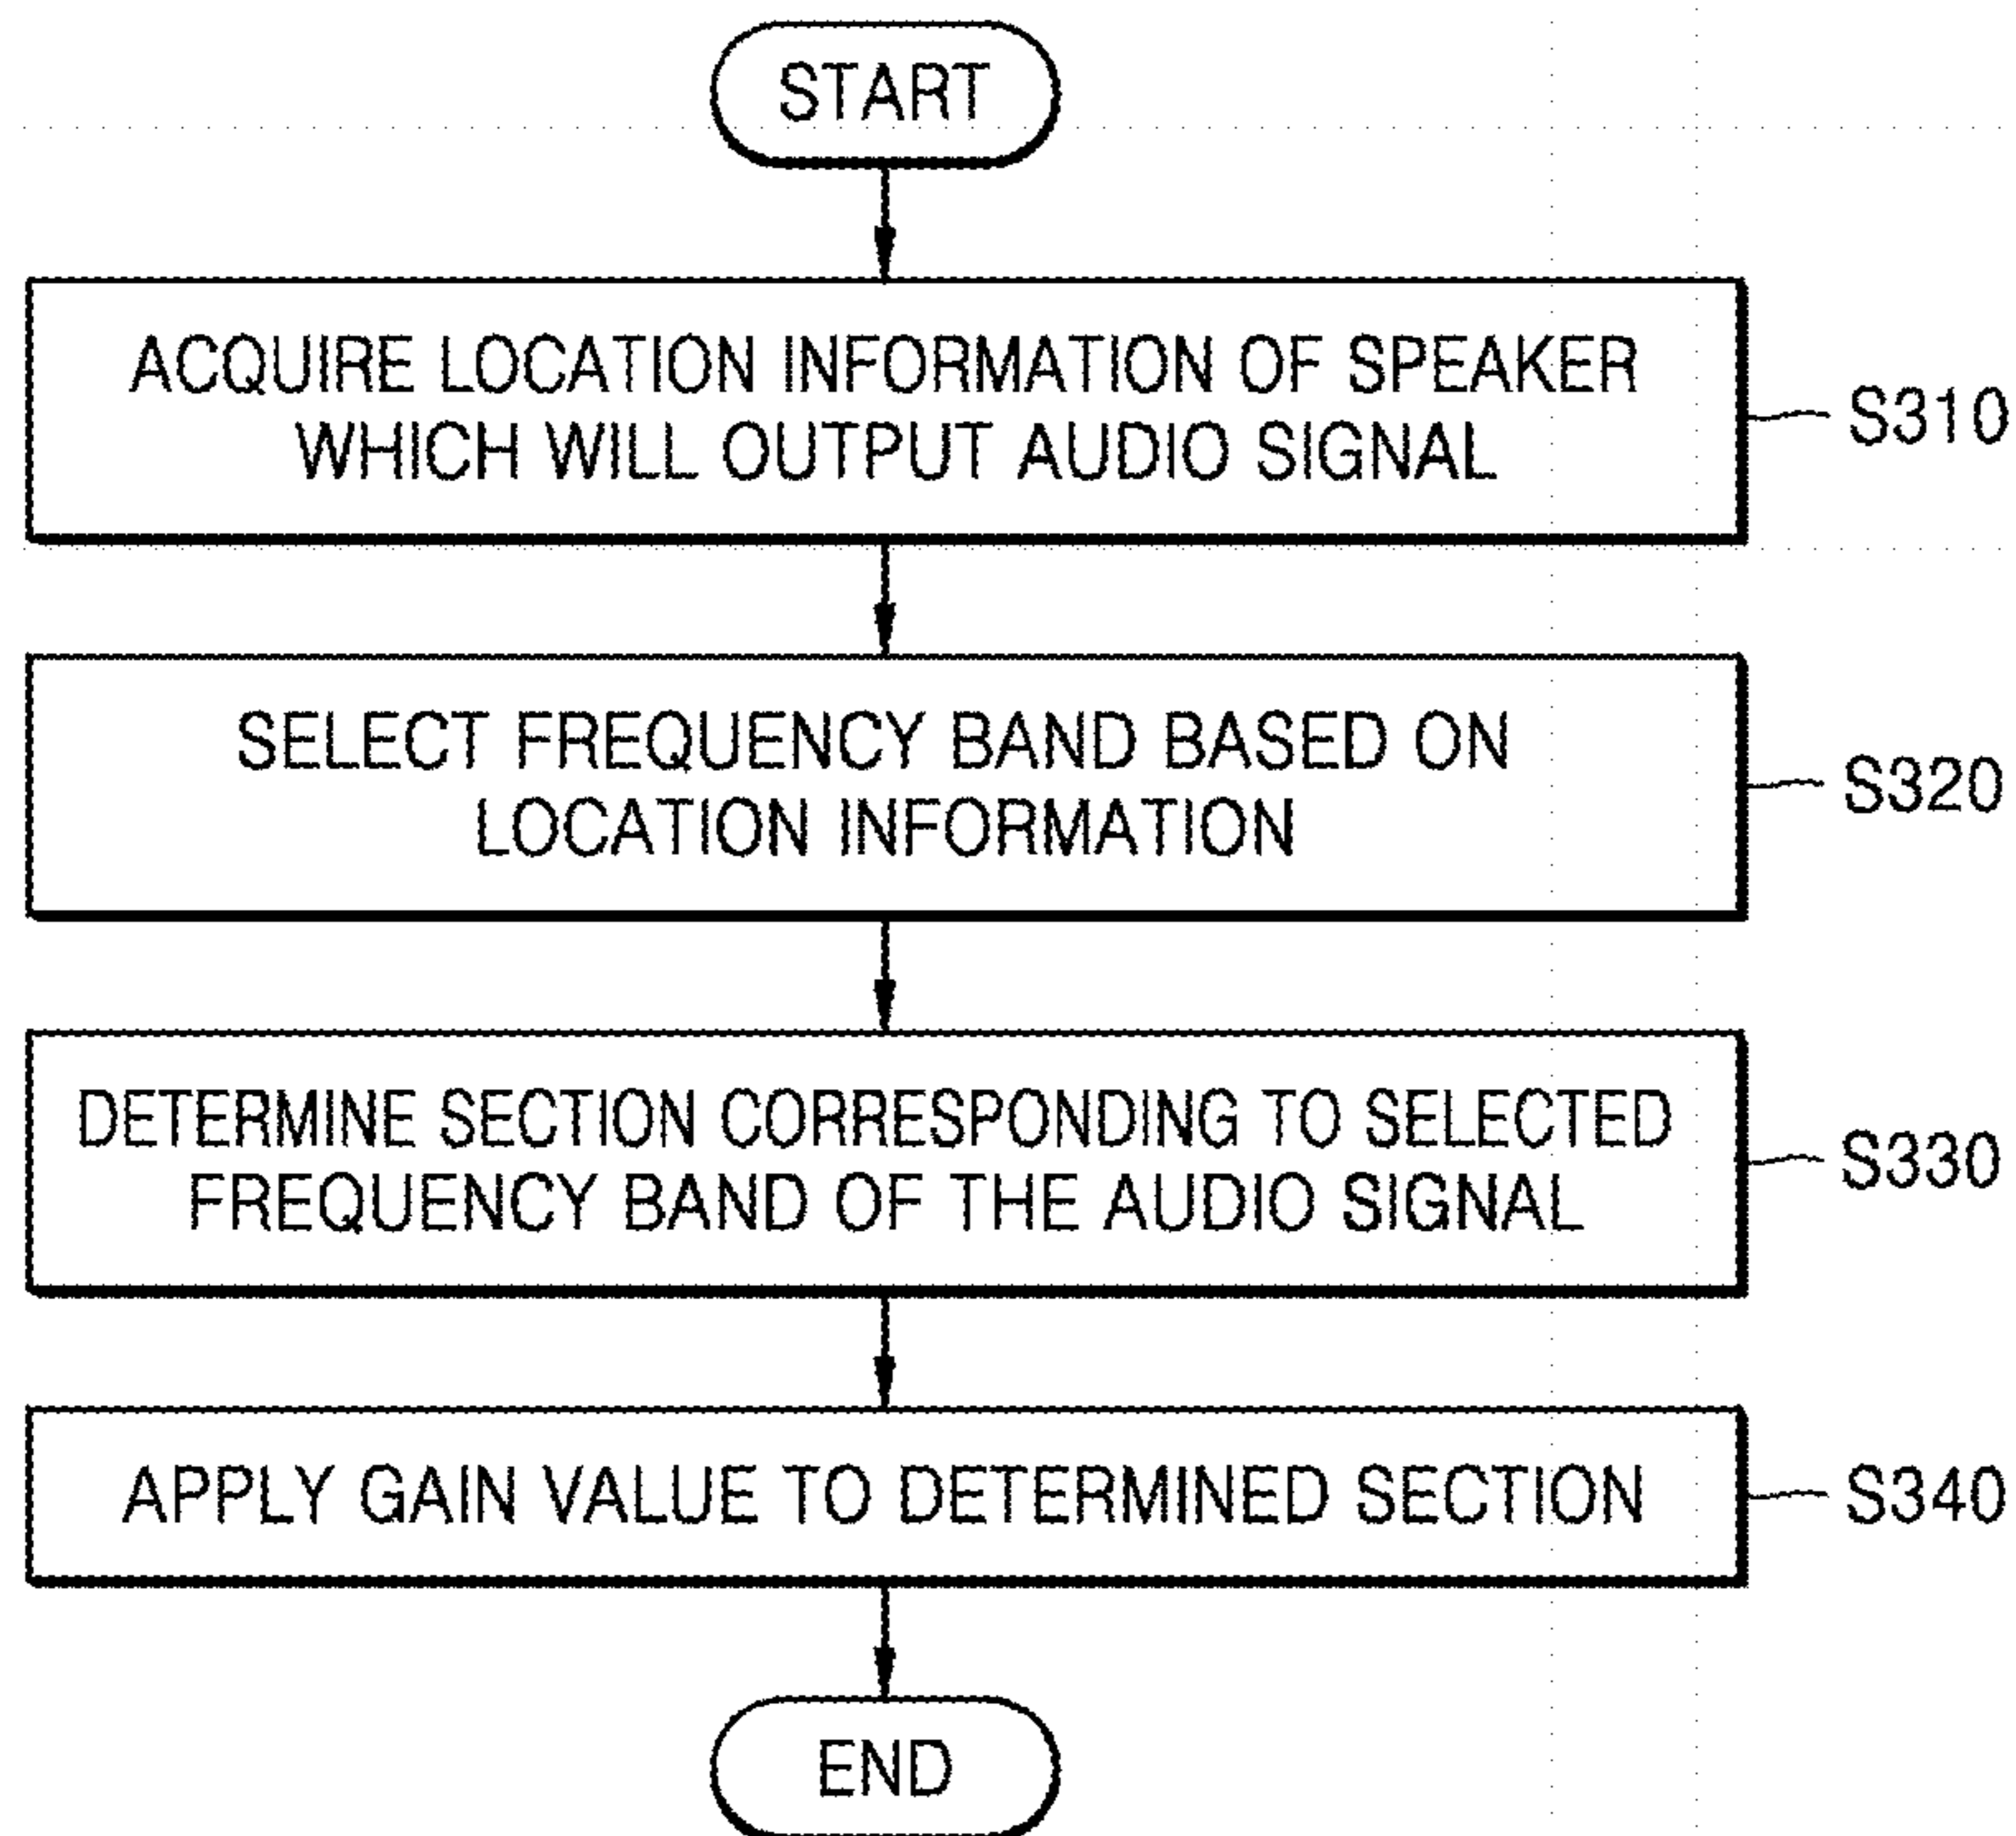 START
ACQUIRE LOCATION INFORMATION OF SPEAKER
WHICH WILL OUTPUT AUDIO SIGNAL
S310
SELECT FREQUENCY BAND BASED ON
LOCATION INFORMATION
S320
DETERMINE SECTION CORRESPONDING TO SELECTED
FREQUENCY BAND OF THE AUDIO SIGNAL
S330
APPLY GAIN VALUE TO DETERMINED SECTION
S340
END